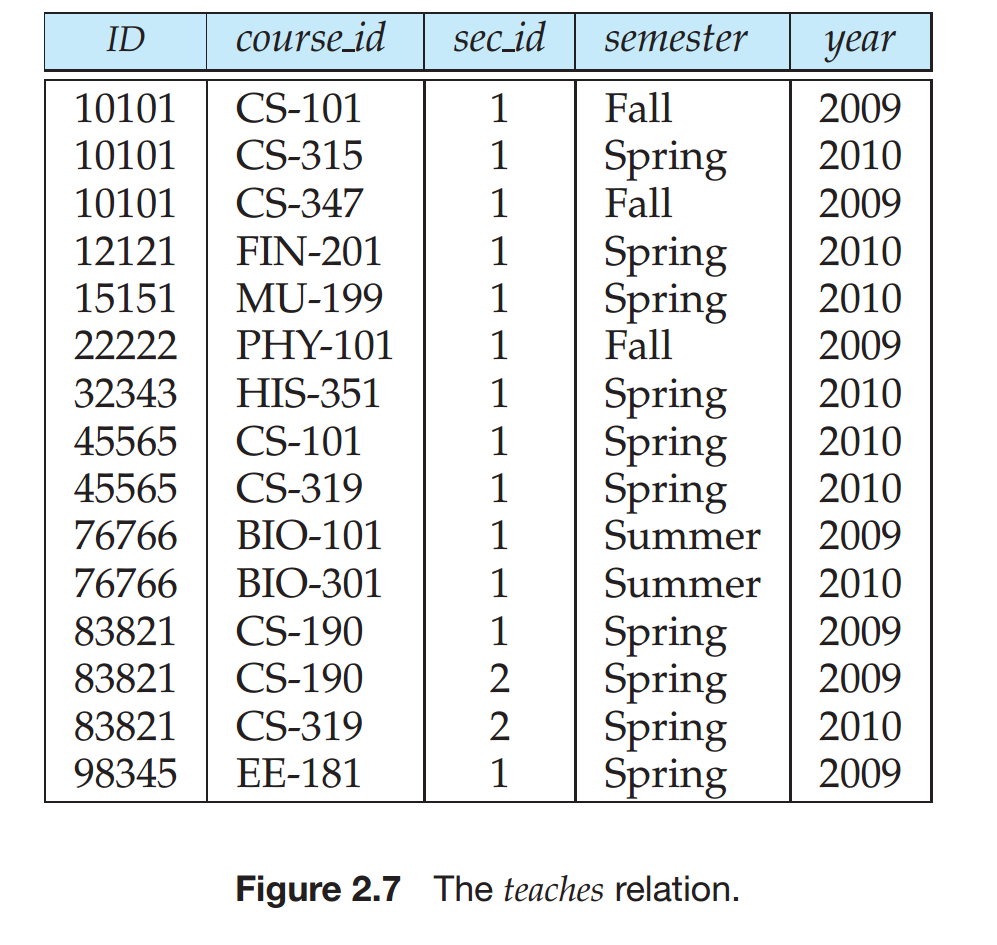 ID course_id sec_id semester year
10101 CS-101 1 Fall 2009
10101 CS-315 1 Spring 2010
10101 CS-347 1 Fall 2009
12121 FIN-201 1 Spring 2010
15151 MU-199 1 Spring 2010
22222 PHY-101 1 Fall 2009
32343 HIS-351 1 Spring 2010
45565 CS-101 1 Spring 2010
45565 CS-319 1 Spring 2010
76766 BIO-101 1 Summer 2009
76766 BIO-301 1 Summer 2010
83821 CS-190 1 Spring 2009
83821 CS-190 2 Spring 2009
83821 CS-319 2 Spring 2010
98345 EE-181 1 Spring 2009
Figure 2.7 The teaches relation.